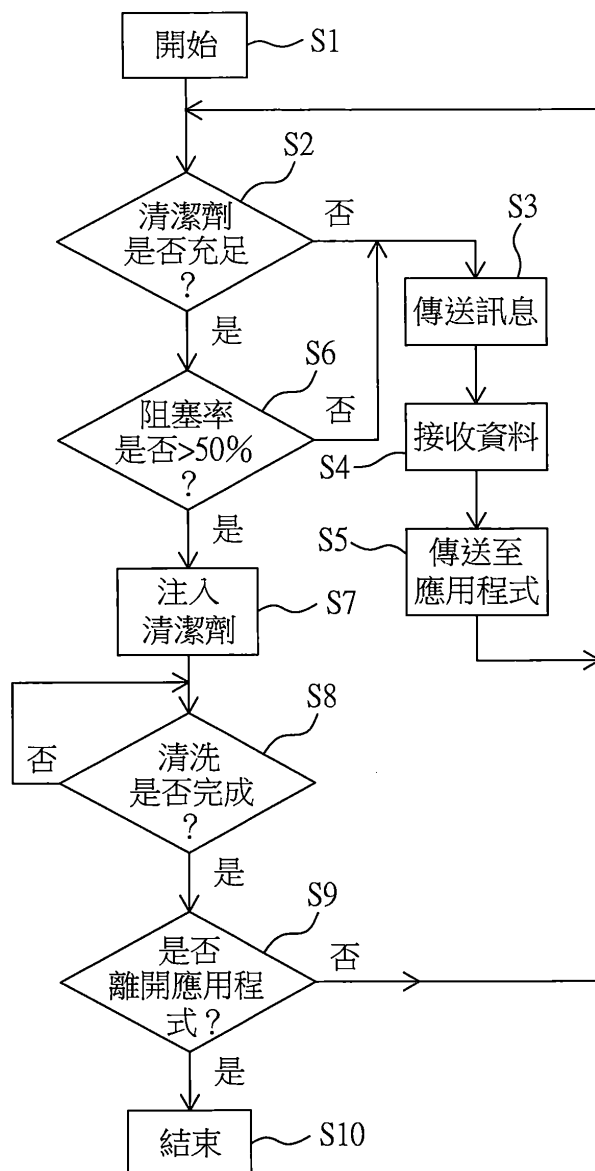 開始
S1
S2
清潔劑
是否充足
？
否
是
S3
傳送訊息
S6
阻塞率
是否>50%
？
否
是
S4
接收資料
S5
傳送至
應用程式
注入
清潔劑
S7
S8
清洗
是否完成
？
否
是
S9
是否
離開應用程
式？
否
是
結束
S10